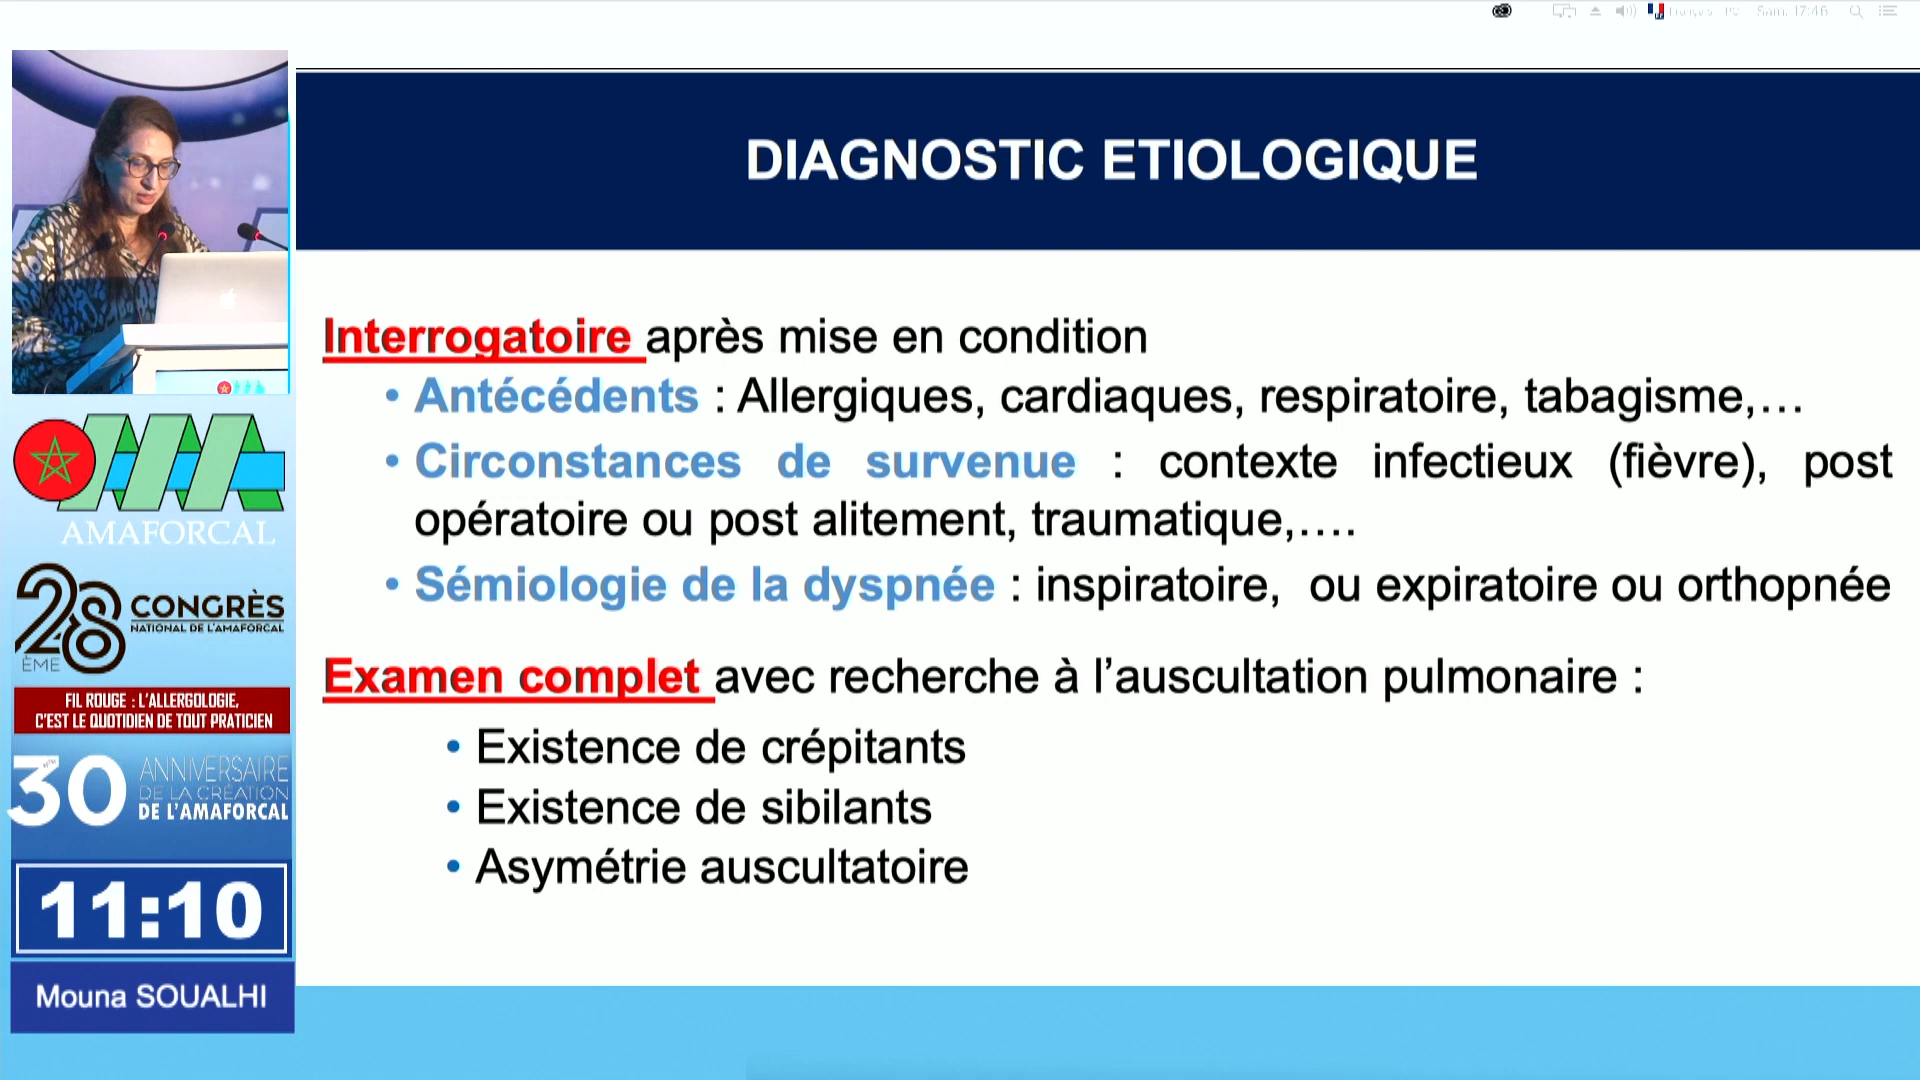 Sam. 17:46
DIAGNOSTIC ETIOLOGIQUE
Interrogatoire après mise en condition
• Antécédents : Allergiques, cardiaques, respiratoire, tabagisme,…
• Circonstances de survenue : contexte infectieux (fièvre), post
opératoire ou post alitement, traumatique,….
• Sémiologie de la dyspnée : inspiratoire, ou expiratoire ou orthopnée
Examen complet avec recherche à l’auscultation pulmonaire :
• Existence de crépitants
• Existence de sibilants
• Asymétrie auscultatoire
AMAFORCAL
28 ÈME CONGRÈS
NATIONAL DE L'AMAFORCAL
FIL ROUGE : L'ALLERGOLOGIE,
C'EST LE QUOTIDIEN DE TOUT PRATICIEN
30 ANNIVERSAIRE
DE LA CRÉATION
DE L'AMAFORCAL
11:10
Mouna SOUALHI